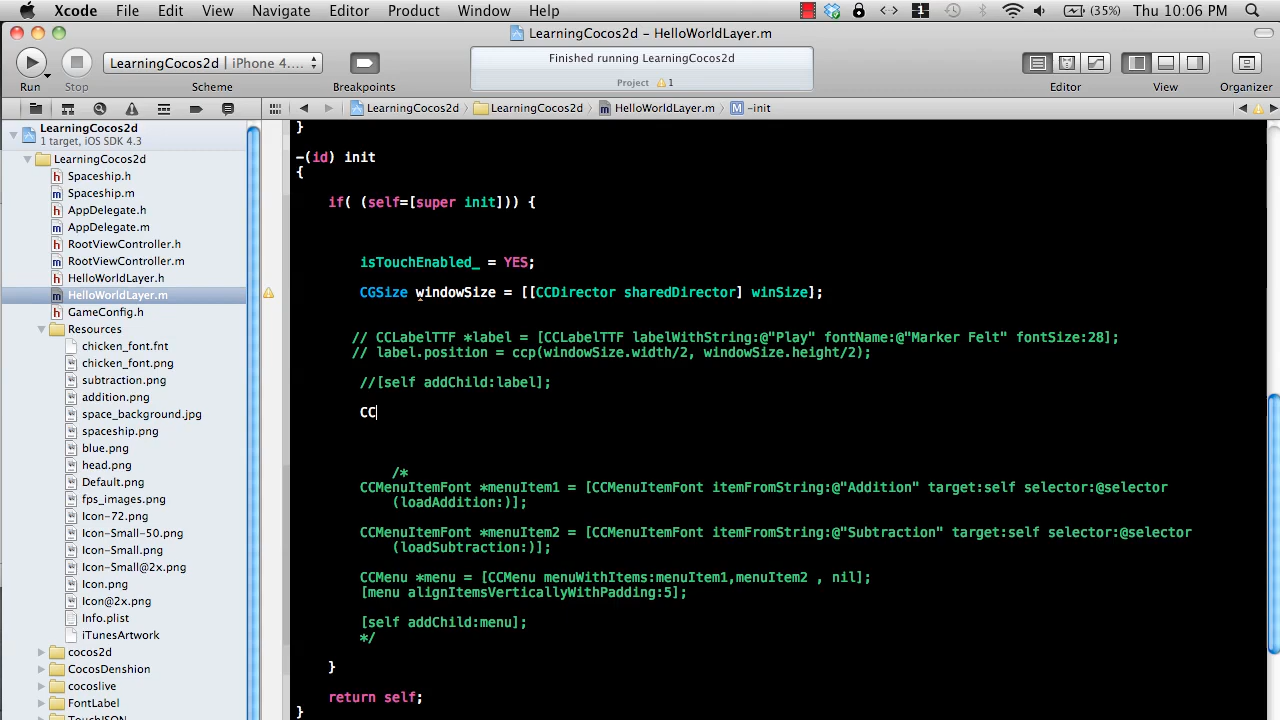 Xcode File Edit View Navigate Editor Product Window Help 1 (35%) Thu 10:06 PM
LearningCocos2d - HelloWorldLayer.m
LearningCocos2d | iPhone 4....
Finished running LearningCocos2d
Project 1
Run Stop Scheme Breakpoints Editor View Organizer
LearningCocos2d LearningCocos2d HelloWorldLayer.m M -init
LearningCocos2d
1 target, iOS SDK 4.3
LearningCocos2d
Spaceship.h
Spaceship.m
AppDelegate.h
AppDelegate.m
RootViewController.h
RootViewController.m
HelloWorldLayer.h
HelloWorldLayer.m
GameConfig.h
Resources
chicken_font.fnt
chicken_font.png
subtraction.png
addition.png
space_background.jpg
spaceship.png
blue.png
head.png
Default.png
fps_images.png
Icon-72.png
Icon-Small-50.png
Icon-Small.png
Icon-Small@2x.png
Icon.png
Icon@2x.png
Info.plist
iTunesArtwork
cocos2d
CocosDenshion
cocoslive
FontLabel
TouchJSON
}
-(id) init
{
if( (self=[super init])) {
isTouchEnabled_ = YES;
CGSize windowSize = [[CCDirector sharedDirector] winSize];
// CCLabelTTF *label = [CCLabelTTF labelWithString:@"Play" fontName:@"Marker Felt" fontSize:28];
// label.position = ccp(windowSize.width/2, windowSize.height/2);
//[self addChild:label];
CC
/*
CCMenuItemFont *menuItem1 = [CCMenuItemFont itemFromString:@"Addition" target:self selector:@selector
(loadAddition:)];
CCMenuItemFont *menuItem2 = [CCMenuItemFont itemFromString:@"Subtraction" target:self selector:@selector
(loadSubtraction:)];
CCMenu *menu = [CCMenu menuWithItems:menuItem1,menuItem2 , nil];
[menu alignItemsVerticallyWithPadding:5];
[self addChild:menu];
*/
}
return self;
}